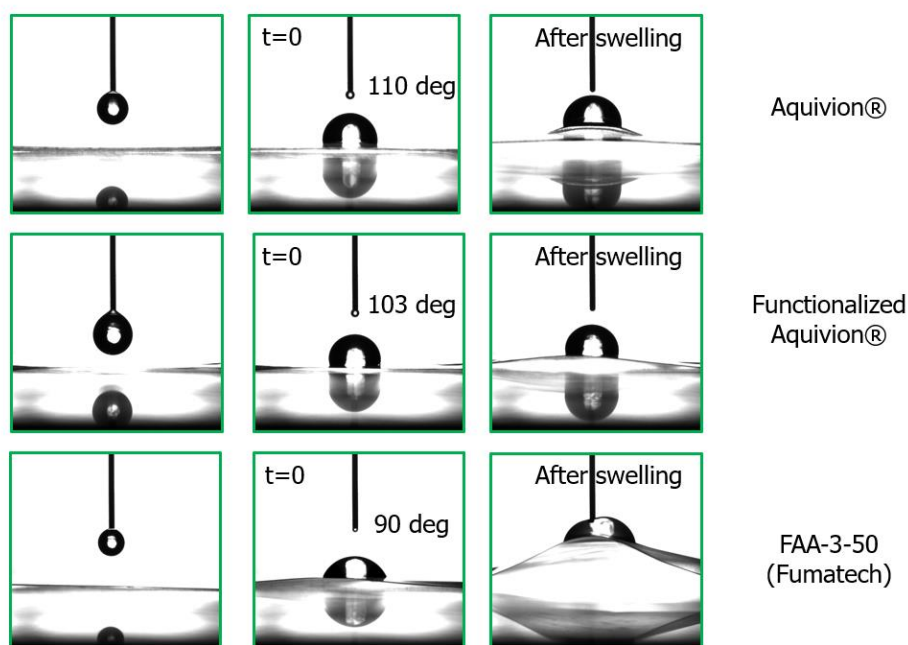 t=0
110 deg
After swelling
Aquivion®
t=0
103 deg
After swelling
Functionalized
Aquivion®
t=0
90 deg
After swelling
FAA-3-50
(Fumatech)